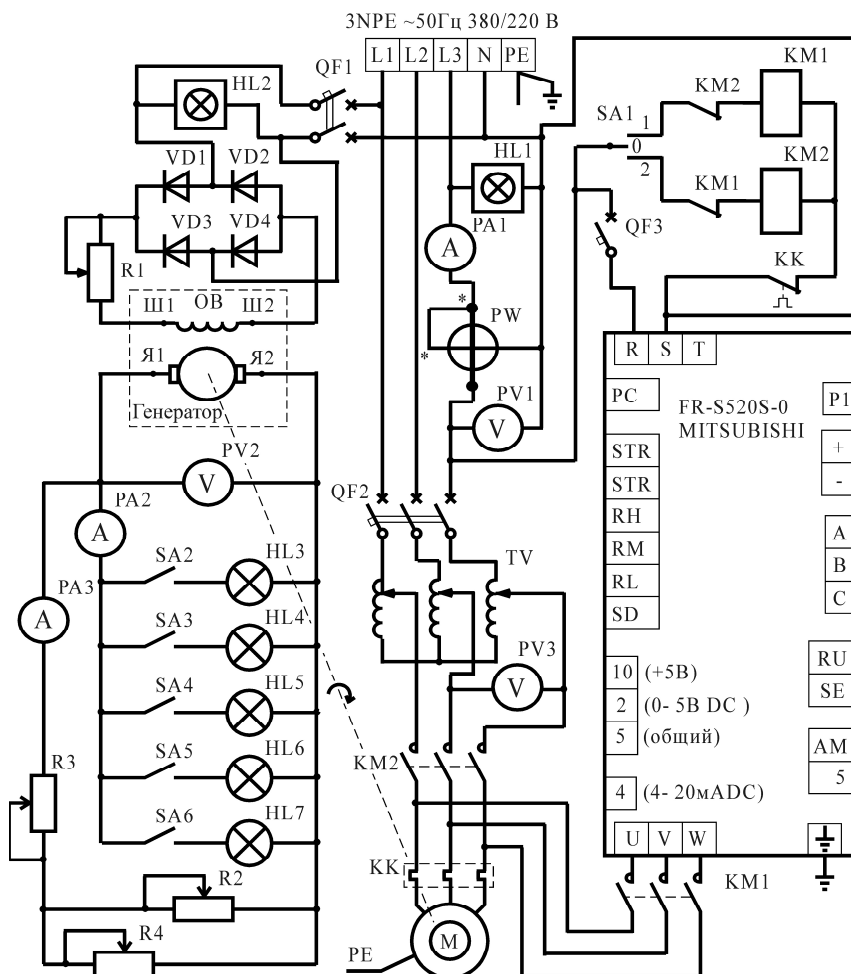 3NPE ~50Гц 380/220 В
L1 L2 L3 N PE
QF1
HL2
KM1
KM2
SA1
1
0
2
KM2
KM1
VD1 VD2
HL1
VD3 VD4
PA1
A
QF3
R1
KK
Ш1 ОВ Ш2
*
PW
*
Я1 Я2
R S T
Генератор
PV1
V
PC
FR-S520S-0
MITSUBISHI
P1
PV2
V
STR
+
STR
-
PA2
A
QF2
RH
A
RM
B
SA2 HL3
TV
RL
C
PA3
A
SD
SA3 HL4
PV3
V
10 (+5В)
RU
SA4 HL5
2 (0- 5В DC )
SE
5 (общий)
AM
SA5 HL6
KM2
5
R3
4 (4- 20мADC)
SA6 HL7
U V W
KK
KM1
R2
R4
M
PE